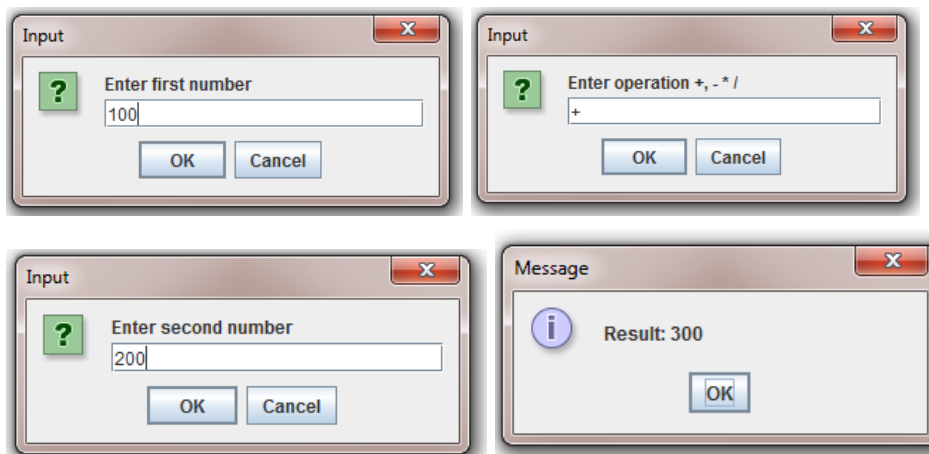 Input
Enter first number
100
OK Cancel
Input
Enter operation +, - * /
+
OK Cancel
Input
Enter second number
200
OK Cancel
Message
Result: 300
OK